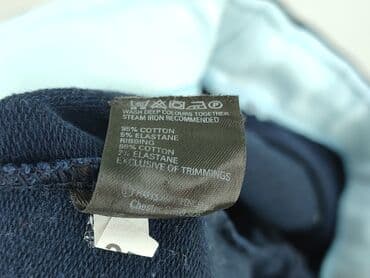 WASH DEEP COLOURS TOGETHER
STEAM IRON RECOMMENDED
95% COTTON
5% ELASTANE
RIBBING
98% COTTON
2% ELASTANE
EXCLUSIVE OF TRIMMINGS
Chest